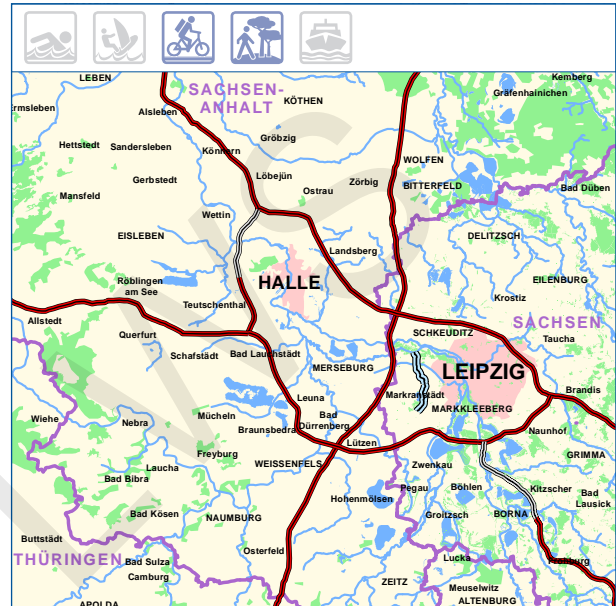 LEBEN
Kemberg
SACHSEN-
ANHALT
Gräfenhainichen
KÖTHEN
Ermsleben
Alsleben
Gröbzig
Hettstedt
Sandersleben
Könnern
WOLFEN
Löbejün
Gerbstedt
Zörbig
BITTERFELD
Ostrau
Bad Düben
Mansfeld
Wettin
EISLEBEN
DELITZSCH
Landsberg
Röblingen
am See
HALLE
EILENBURG
Krostiz
Teutschenthal
Allstedt
SACHSEN
Querfurt
SCHKEUDITZ
Taucha
Schafstädt
Bad Lauchstädt
MERSEBURG
LEIPZIG
Markranstädt
Brandis
Leuna
Wiehe
Mücheln
Bad
Dürrenberg
MARKKLEEBERG
Nebra
Braunsbedra
Naunhof
Lützen
Freyburg
GRIMMA
Laucha
WEISSENFELS
Zwenkau
Bad Bibra
Pegau
Böhlen
Kitzscher
Hohenmölsen
Bad
Lausick
Bad Kösen
NAUMBURG
Groitzsch
BORNA
Buttstädt
Osterfeld
THÜRINGEN
Bad Sulza
Lucka
Frohburg
Camburg
ZEITZ
Meuselwitz
APOLDA
ALTENBURG